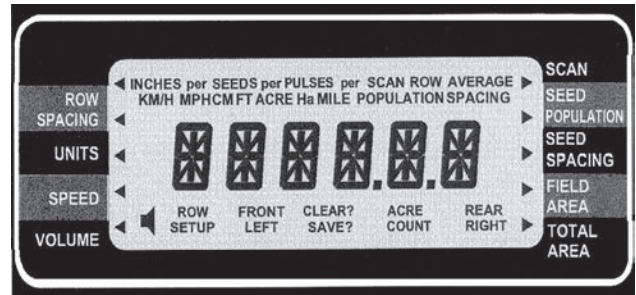 ROW
SPACING
UNITS
SPEED
VOLUME
INCHES per SEEDS per PULSES per SCAN ROW AVERAGE
KM/H MPH CM FT ACRE Ha MILE POPULATION SPACING
ROW FRONT CLEAR? ACRE REAR
SETUP LEFT SAVE? COUNT RIGHT
SCAN
SEED
POPULATION
SEED
SPACING
FIELD
AREA
TOTAL
AREA